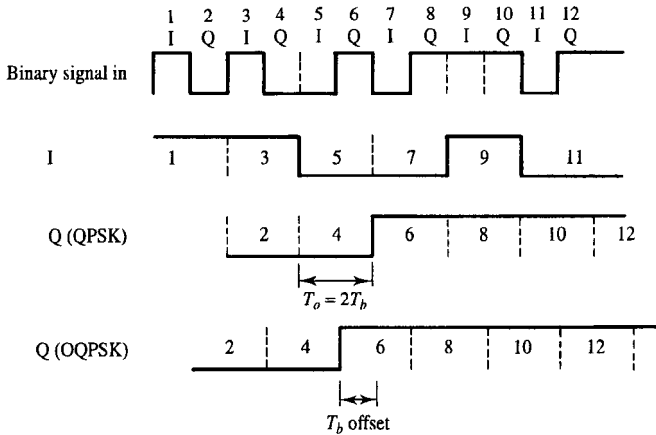 1 2 3 4 5 6 7 8 9 10 11 12
I Q I Q I Q I Q I Q I Q
Binary signal in
I 1 3 5 7 9 11
Q (QPSK) 2 4 6 8 10 12
T_o = 2T_b
Q (OQPSK) 2 4 6 8 10 12
T_b offset